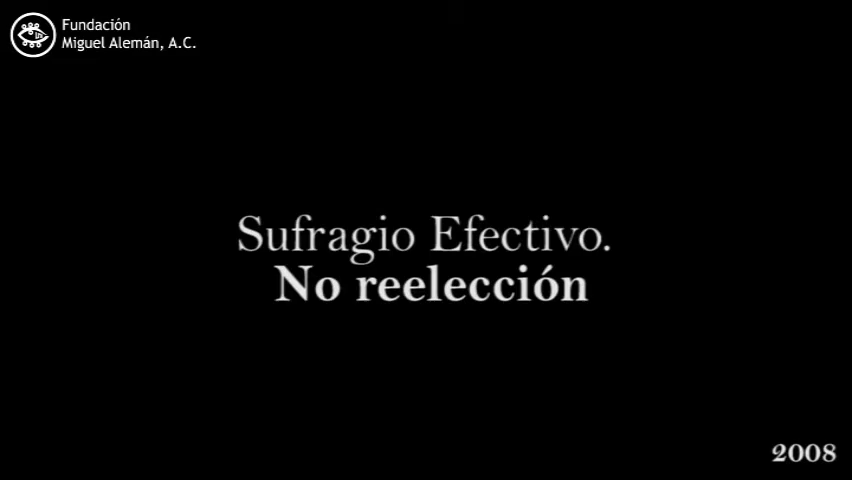 Fundación
Miguel Alemán, A.C.
Sufragio Efectivo.
No reelección
2008